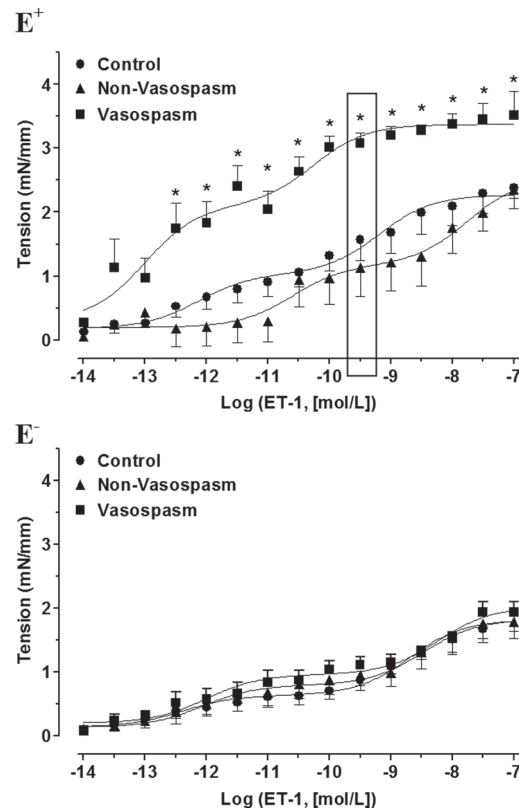 E+
Control
Non-Vasospasm
Vasospasm
* * * * * * * * * * * *
4
3
2
1
0
Tension (mN/mm)
-14 -13 -12 -11 -10 -9 -8 -7
Log (ET-1, [mol/L])
E-
Control
Non-Vasospasm
Vasospasm
4
3
2
1
0
Tension (mN/mm)
-14 -13 -12 -11 -10 -9 -8 -7
Log (ET-1, [mol/L])